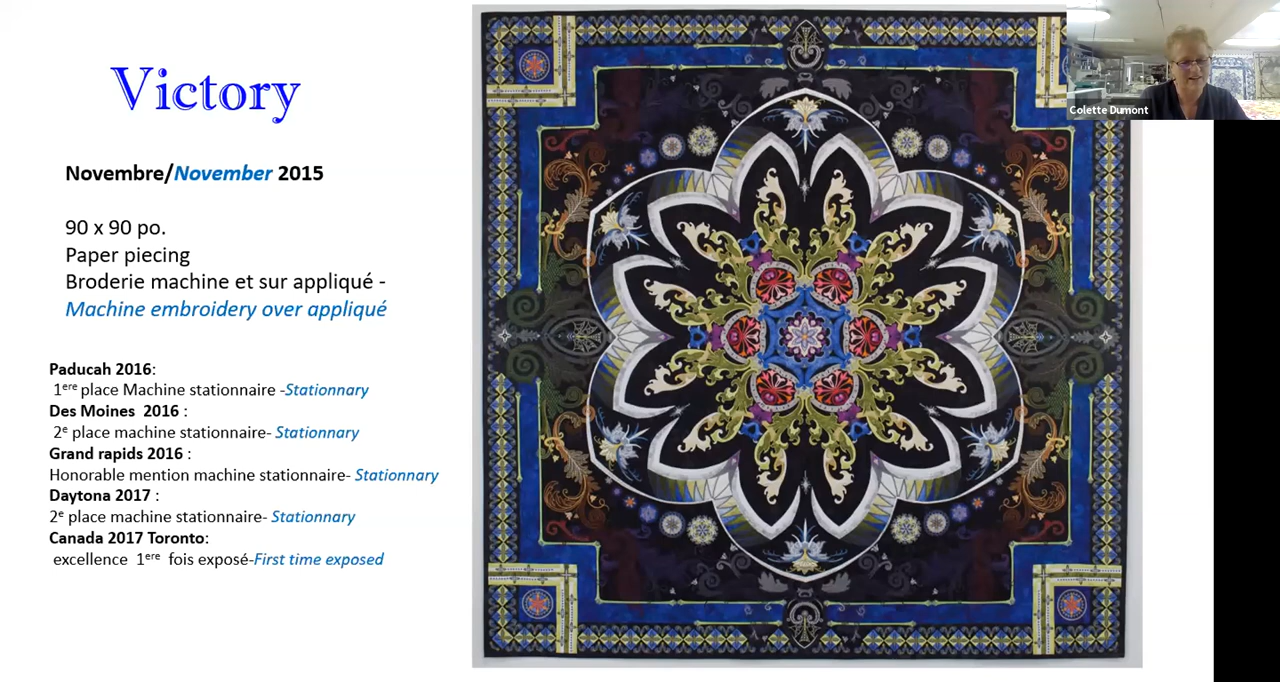 Victory
Novembre/November 2015
90 x 90 po.
Paper piecing
Broderie machine et sur appliqué -
Machine embroidery over appliqué
Paducah 2016:
1ere place Machine stationnaire -Stationnary
Des Moines 2016 :
2e place machine stationnaire- Stationnary
Grand rapids 2016 :
Honorable mention machine stationnaire- Stationnary
Daytona 2017 :
2e place machine stationnaire- Stationnary
Canada 2017 Toronto:
excellence 1ere fois exposé-First time exposed
Colette Dumont